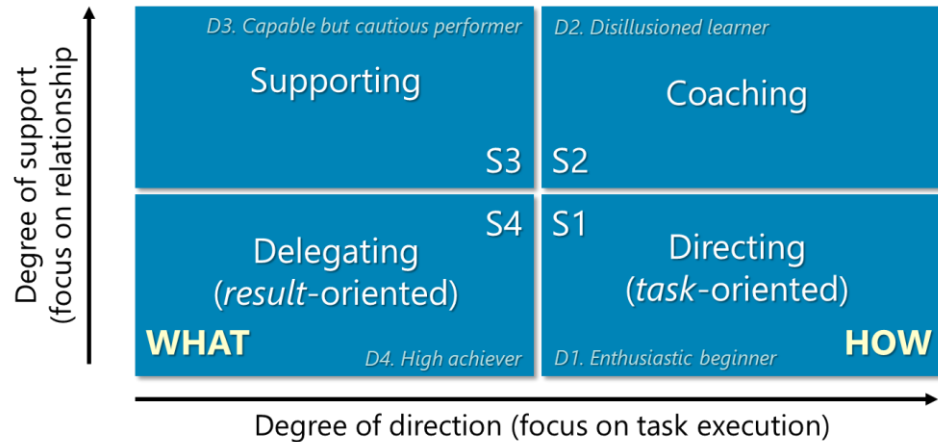 Degree of support
(focus on relationship)
D3. Capable but cautious performer
Supporting
S3
D2. Disillusioned learner
Coaching
S2
S4
Delegating
(result-oriented)
WHAT
D4. High achiever
S1
Directing
(task-oriented)
D1. Enthusiastic beginner
HOW
Degree of direction (focus on task execution)